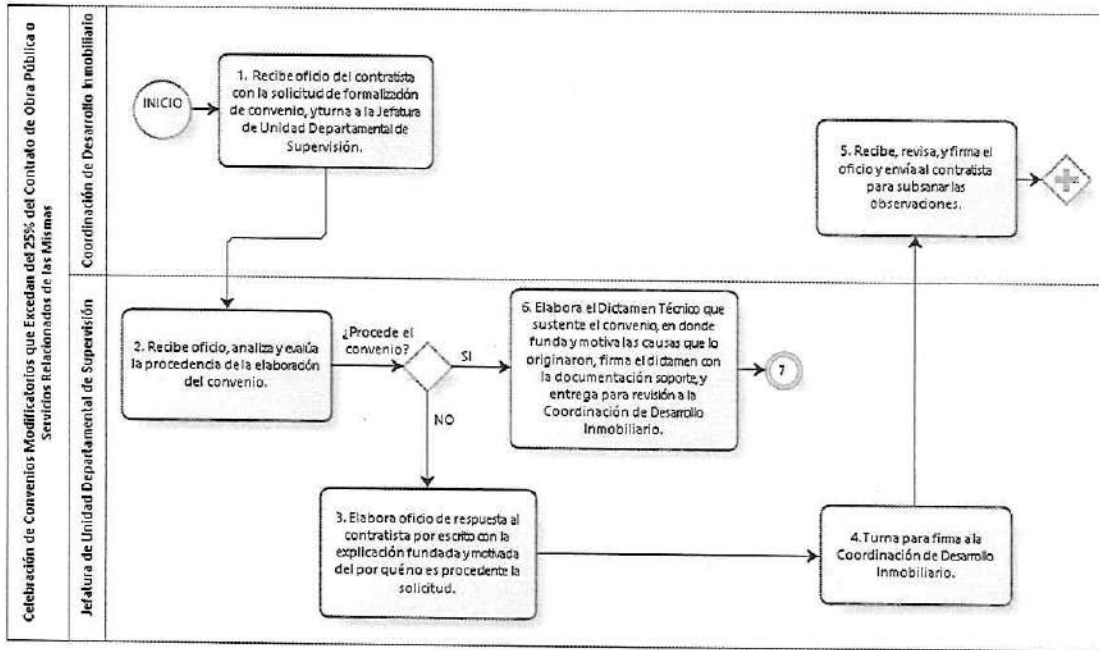 Celebración de Convenios Modificatorios que Excedan del 25% del Contrato de Obra Pública o
Servicios Relacionados de las Mismas
Coordinación de Desarrollo Inmobiliario
INICIO
1. Recibe oficio del contratista
con la solicitud de formalización
de convenio, y turna a la Jefatura
de Unidad Departamental de
Supervisión.
5. Recibe, revisa, y firma el
oficio y envía al contratista
para subsanar las
observaciones.
Jefatura de Unidad Departamental de Supervisión
2. Recibe oficio, analiza y evalúa
la procedencia de la elaboración
del convenio.
¿Procede el
convenio?
SI
NO
6. Elabora el Dictamen Técnico que
sustente el convenio, en donde
funda y motiva las causas que lo
originaron, firma el dictamen con
la documentación soporte, y
entrega para revisión a la
Coordinación de Desarrollo
Inmobiliario.
7
3. Elabora oficio de respuesta al
contratista por escrito con la
explicación fundada y motivada
del por qué no es procedente la
solicitud.
4. Turna para firma a la
Coordinación de Desarrollo
Inmobiliario.